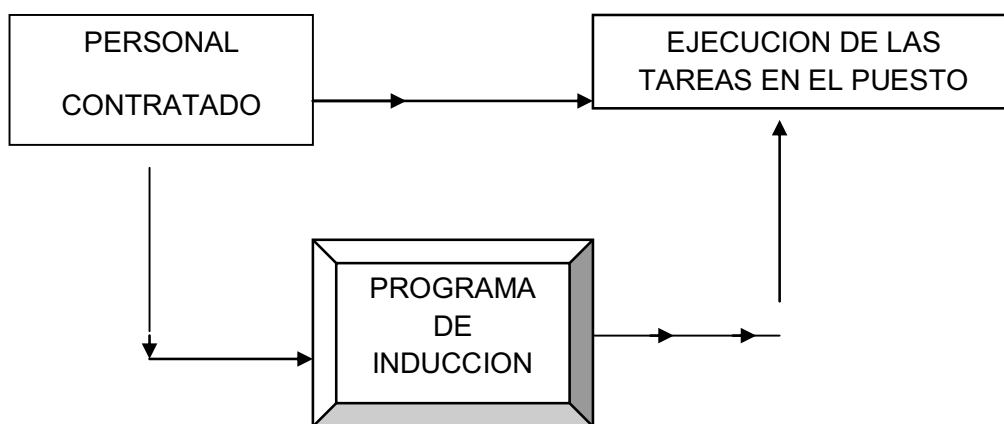 PERSONAL
CONTRATADO
EJECUCION DE LAS
TAREAS EN EL PUESTO
PROGRAMA
DE
INDUCCION